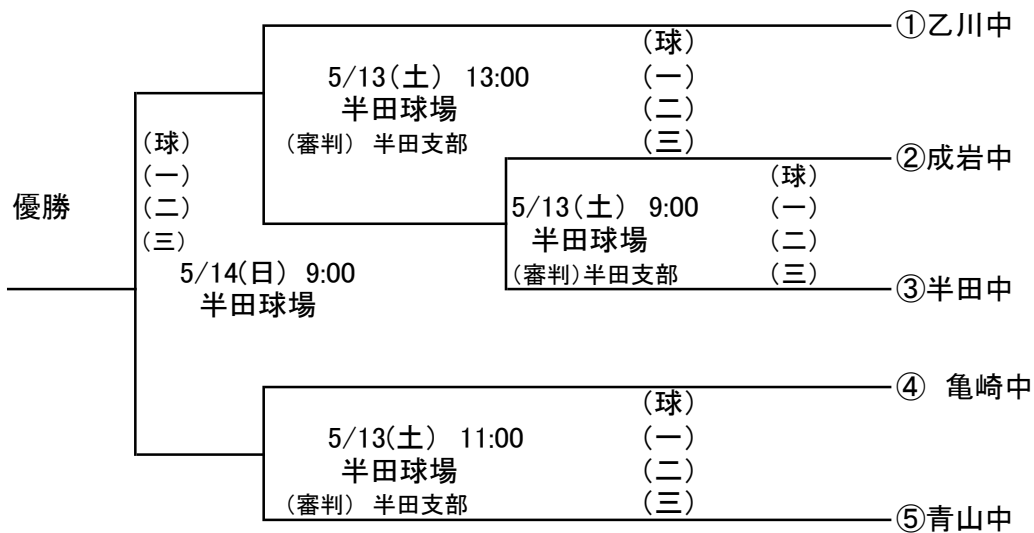 ①乙川中
(球)
5/13(土) 13:00
(一)
半田球場
(二)
(審判) 半田支部
(三)
②成岩中
(球)
(一)
(二)
(三)
優勝
5/13(土) 9:00
半田球場
(審判)半田支部
(球)
(一)
(二)
(三)
③半田中
5/14(日) 9:00
半田球場
④ 亀崎中
(球)
5/13(土) 11:00
(一)
半田球場
(二)
(審判) 半田支部
(三)
⑤青山中